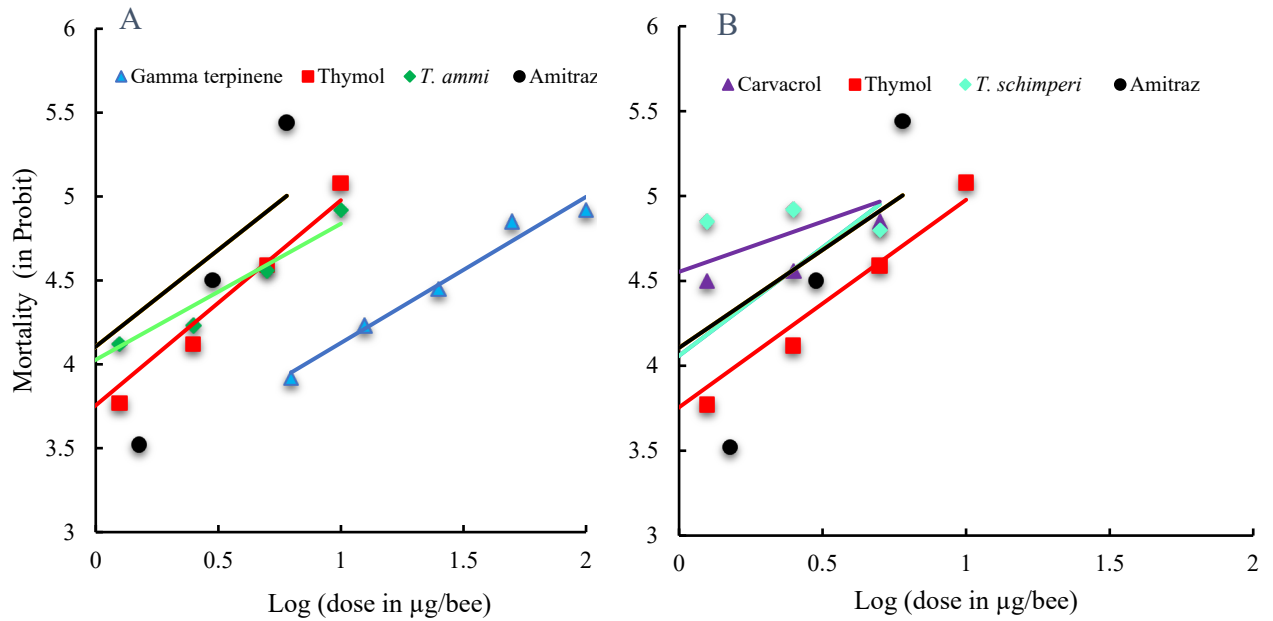 A
Gamma terpinene Thymol T. ammi Amitraz
Mortality (in Probit)
6
5.5
5
4.5
4
3.5
3
0 0.5 1 1.5 2
Log (dose in µg/bee)
B
Carvacrol Thymol T. schimperi Amitraz
6
5.5
5
4.5
4
3.5
3
0 0.5 1 1.5 2
Log (dose in µg/bee)